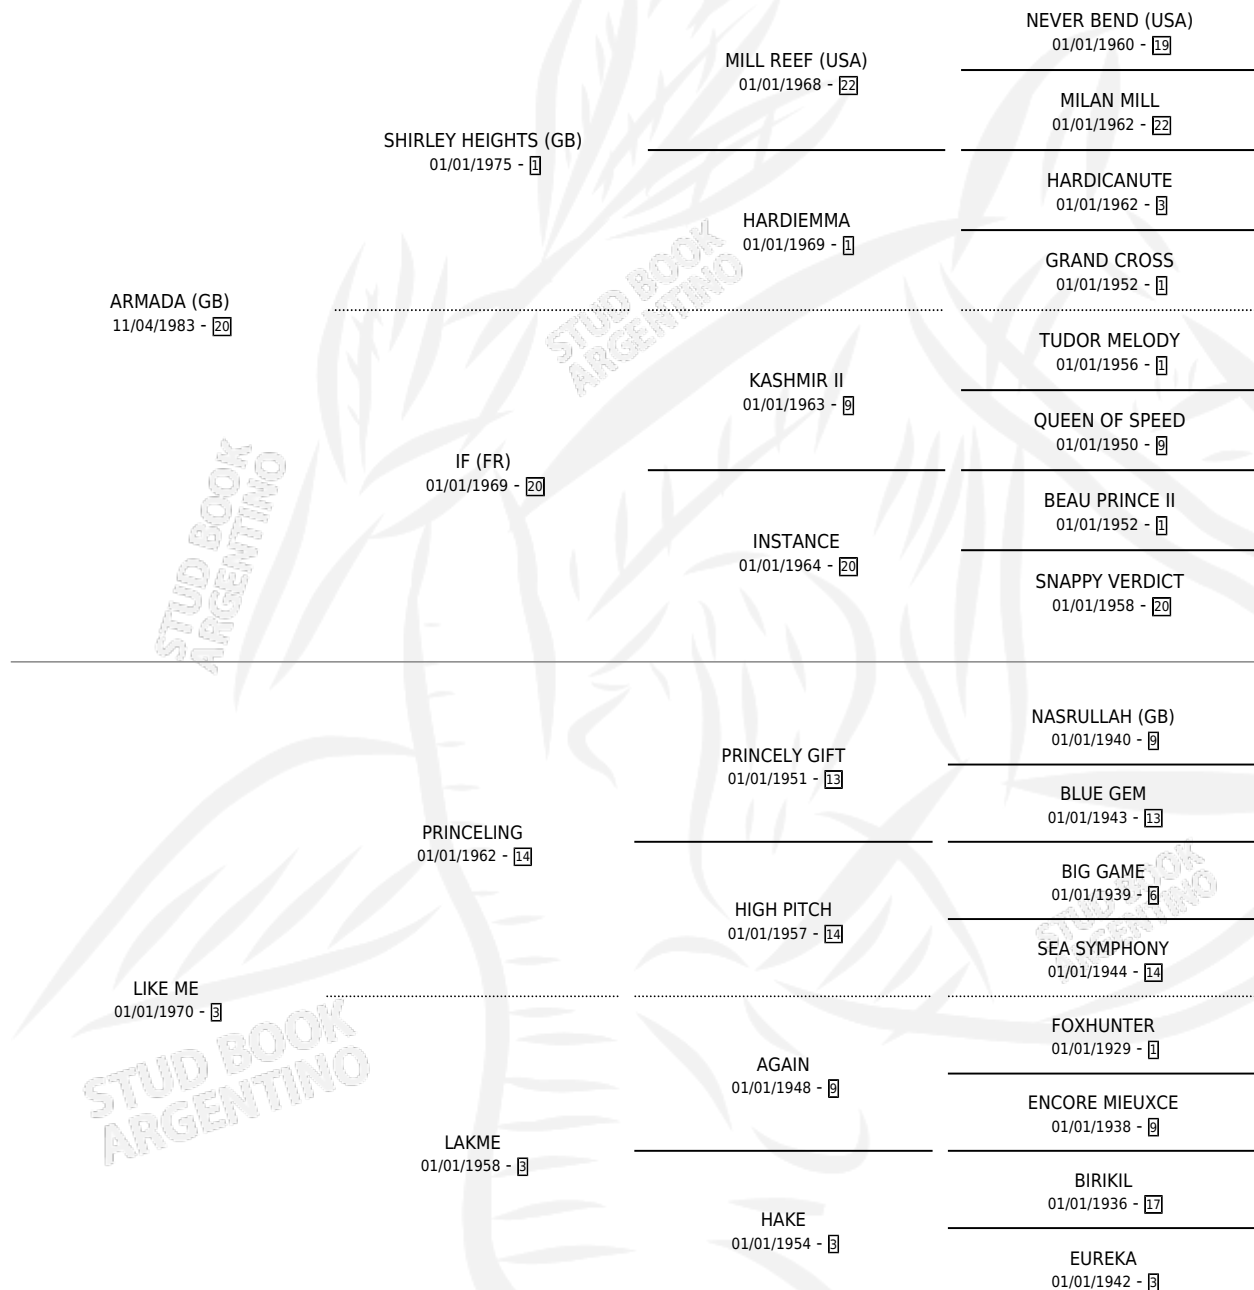 NEVER BEND (USA)
01/01/1960 - 19
MILL REEF (USA)
01/01/1968 - 22
MILAN MILL
01/01/1962 - 22
SHIRLEY HEIGHTS (GB)
01/01/1975 - 1
HARDICANUTE
01/01/1962 - 3
HARDIEMMA
01/01/1969 - 1
GRAND CROSS
01/01/1952 - 1
ARMADA (GB)
11/04/1983 - 20
STUD BOOK
ARGENTINO
TUDOR MELODY
01/01/1956 - 1
KASHMIR II
01/01/1963 - 9
QUEEN OF SPEED
01/01/1950 - 9
IF (FR)
01/01/1969 - 20
BEAU PRINCE II
01/01/1952 - 1
INSTANCE
01/01/1964 - 20
SNAPPY VERDICT
01/01/1958 - 20
STUD BOOK
ARGENTINO
NASRULLAH (GB)
01/01/1940 - 9
PRINCELY GIFT
01/01/1951 - 13
BLUE GEM
01/01/1943 - 13
PRINCELING
01/01/1962 - 14
BIG GAME
01/01/1939 - 6
HIGH PITCH
01/01/1957 - 14
SEA SYMPHONY
01/01/1944 - 14
STUD BOOK
ARGENTINO
LIKE ME
01/01/1970 - 3
FOXHUNTER
01/01/1929 - 1
AGAIN
01/01/1948 - 9
ENCORE MIEUXCE
01/01/1938 - 9
STUD BOOK
ARGENTINO
LAKME
01/01/1958 - 3
BIRIKIL
01/01/1936 - 17
HAKE
01/01/1954 - 3
EUREKA
01/01/1942 - 3